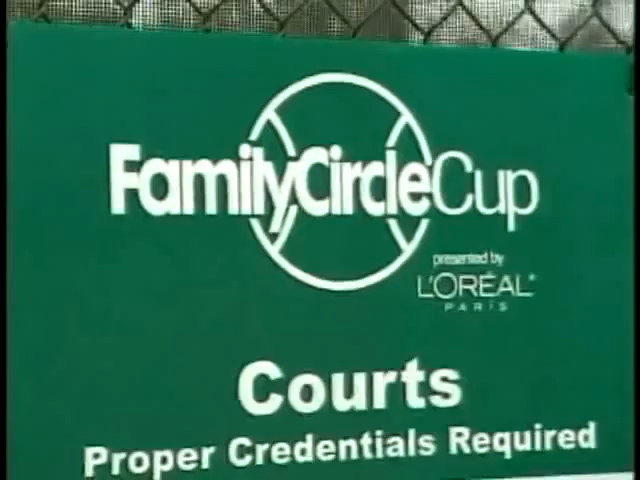 FamilyCircleCup
presented by
L'ORÉAL®
PARIS
Courts
Proper Credentials Required